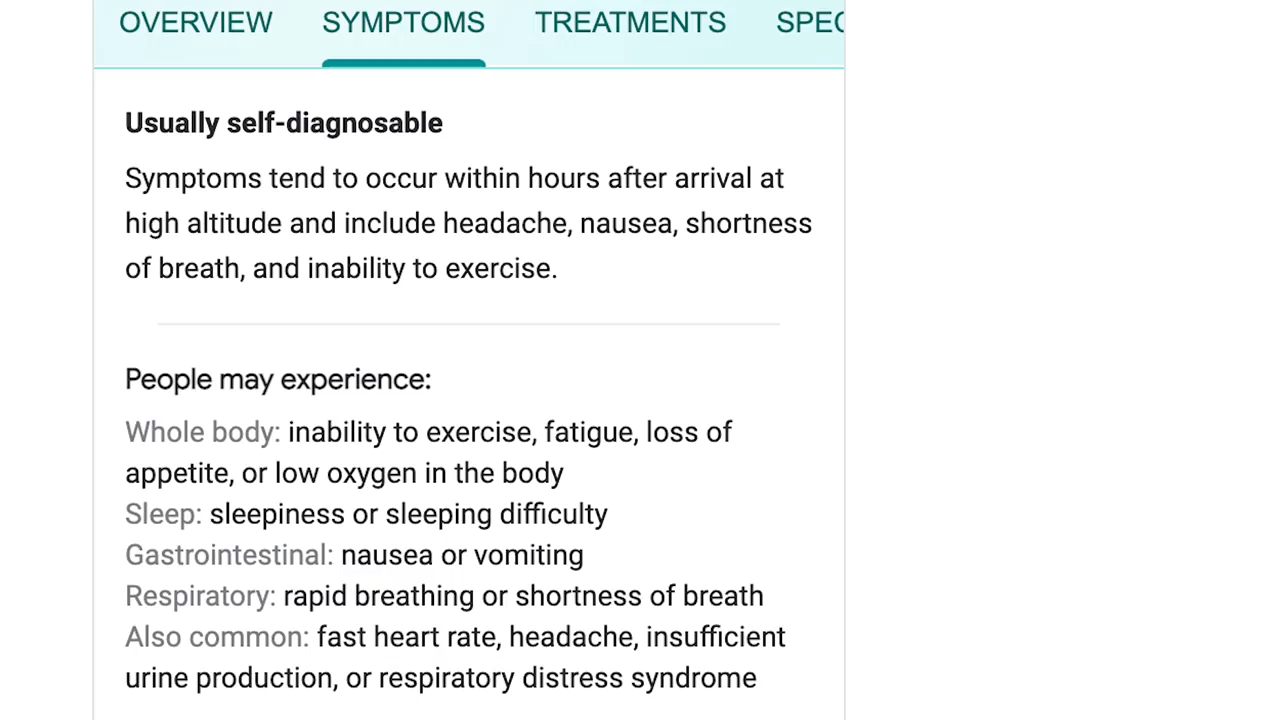 OVERVIEW SYMPTOMS TREATMENTS SPEC
Usually self-diagnosable
Symptoms tend to occur within hours after arrival at
high altitude and include headache, nausea, shortness
of breath, and inability to exercise.
People may experience:
Whole body: inability to exercise, fatigue, loss of
appetite, or low oxygen in the body
Sleep: sleepiness or sleeping difficulty
Gastrointestinal: nausea or vomiting
Respiratory: rapid breathing or shortness of breath
Also common: fast heart rate, headache, insufficient
urine production, or respiratory distress syndrome